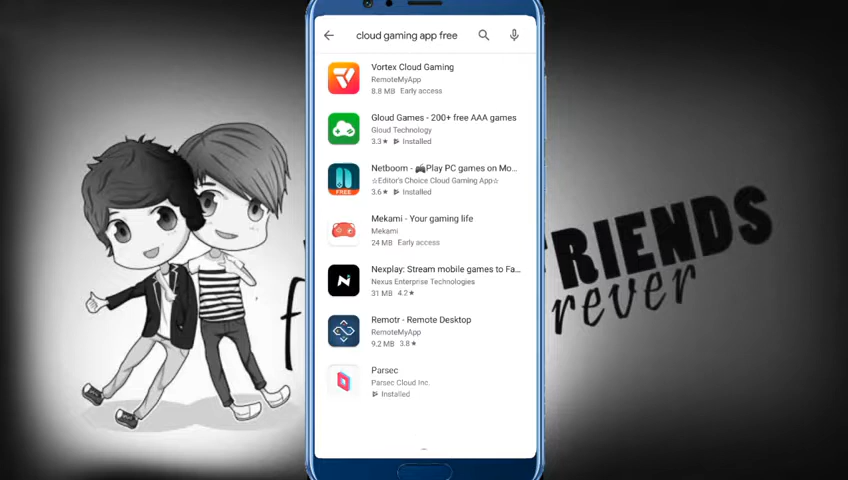 cloud gaming app free
Vortex Cloud Gaming
RemoteMyApp
8.8 MB Early access
Gloud Games - 200+ free AAA games
Gloud Technology
3.3★ Installed
Netboom - 🎮Play PC games on Mo...
☆Editor's Choice Cloud Gaming App☆
3.6★ Installed
FREE
Mekami - Your gaming life
Mekami
24 MB Early access
Nexplay: Stream mobile games to Fa...
Nexus Enterprise Technologies
31 MB 4.2★
Remotr - Remote Desktop
RemoteMyApp
9.2 MB 3.8★
Parsec
Parsec Cloud Inc.
Installed
FRIENDS
rever